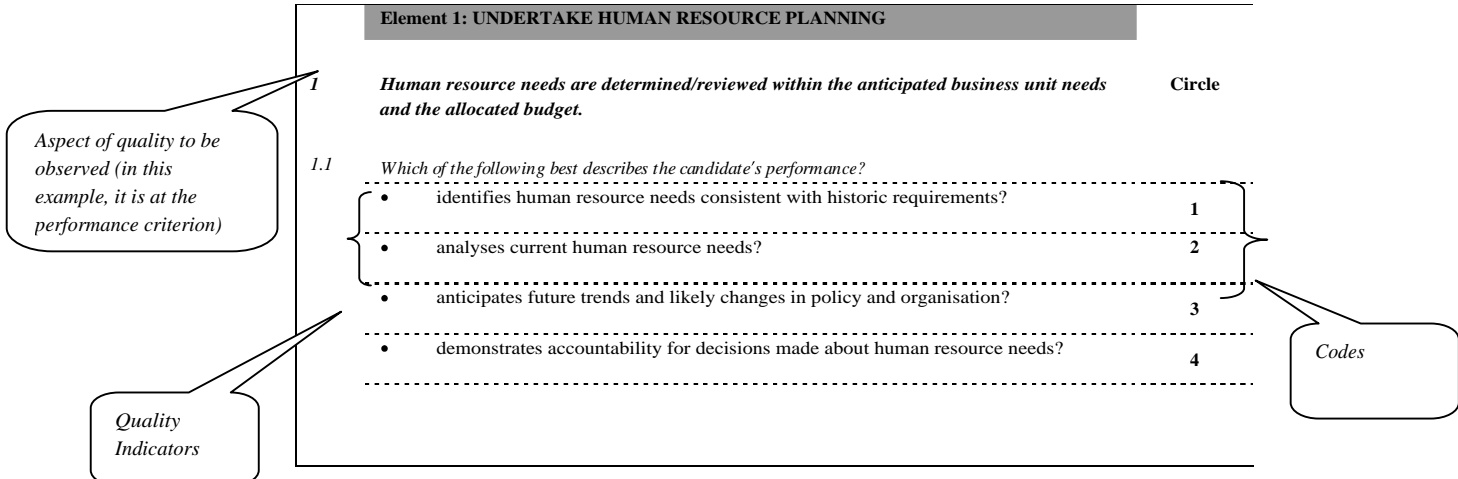 Element 1: UNDERTAKE HUMAN RESOURCE PLANNING
1 Human resource needs are determined/reviewed within the anticipated business unit needs Circle
and the allocated budget.
Aspect of quality to be
observed (in this
example, it is at the
performance criterion)
1.1 Which of the following best describes the candidate's performance?
• identifies human resource needs consistent with historic requirements?
1
• analyses current human resource needs? 2
• anticipates future trends and likely changes in policy and organisation?
3
• demonstrates accountability for decisions made about human resource needs?
4
Codes
Quality
Indicators